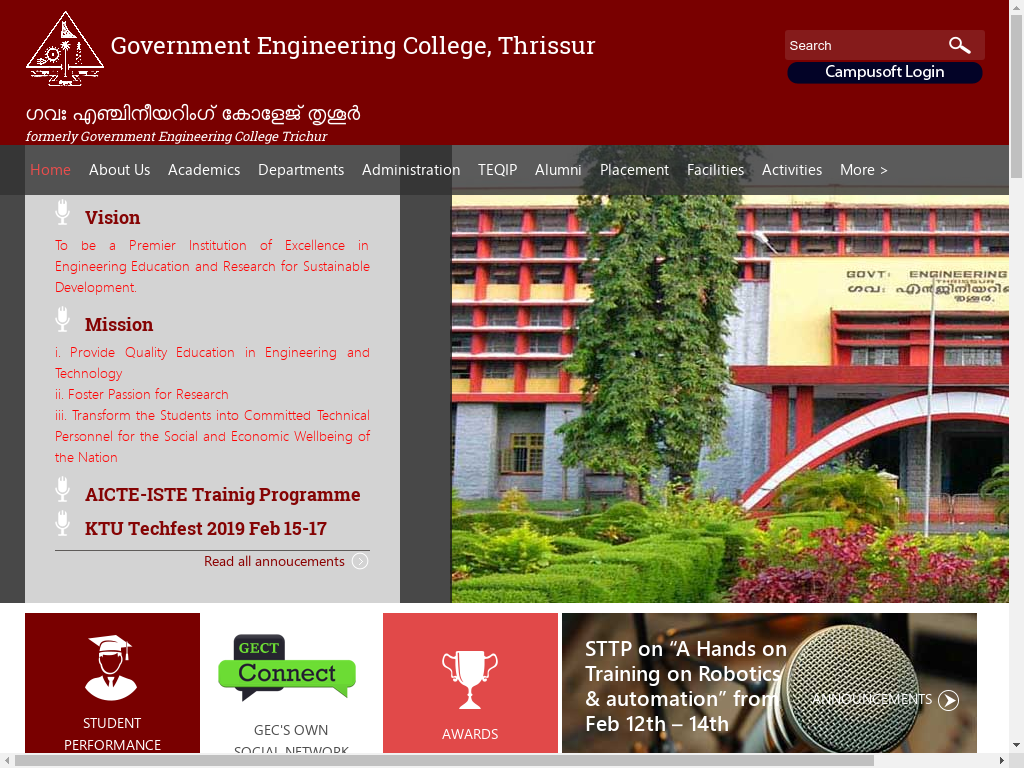 Government Engineering College, Thrissur
Search
Campusoft Login
ഗവഃ എഞ്ചിനീയറിംഗ് കോളേജ് തൃശൂർ
formerly Government Engineering College Trichur
Home About Us Academics Departments Administration TEQIP Alumni Placement Facilities Activities More >
Vision
To be a Premier Institution of Excellence in
Engineering Education and Research for Sustainable
Development.
Mission
i. Provide Quality Education in Engineering and
Technology
ii. Foster Passion for Research
iii. Transform the Students into Committed Technical
Personnel for the Social and Economic Wellbeing of
the Nation
AICTE-ISTE Trainig Programme
KTU Techfest 2019 Feb 15-17
Read all annoucements
GOVT: ENGINEERING
THRISSUR
ഗവ: എൻജിനീയറിം
തൃശൂർ.
STUDENT
PERFORMANCE
GECT
Connect
GEC'S OWN
SOCIAL NETWORK
AWARDS
STTP on “A Hands on
Training on Robotics
& automation” from
Feb 12th – 14th
ANNOUNCEMENTS